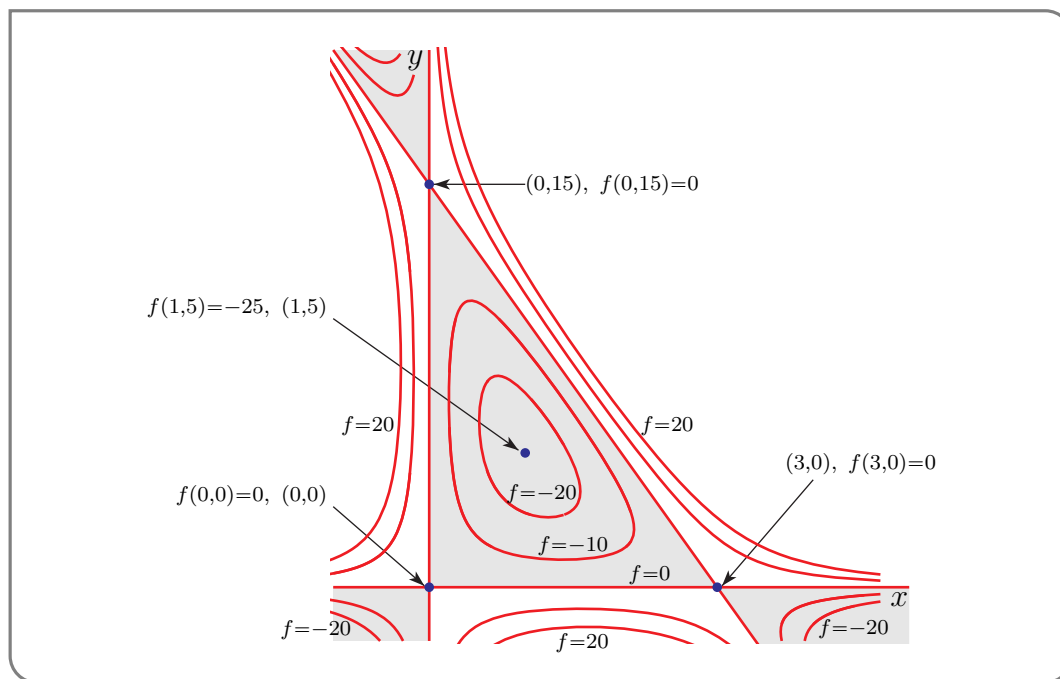 y
(0,15), f(0,15)=0
f(1,5)=−25, (1,5)
f=20
f=20
(3,0), f(3,0)=0
f(0,0)=0, (0,0)
f=−20
f=−10
f=0
x
f=−20
f=20
f=−20